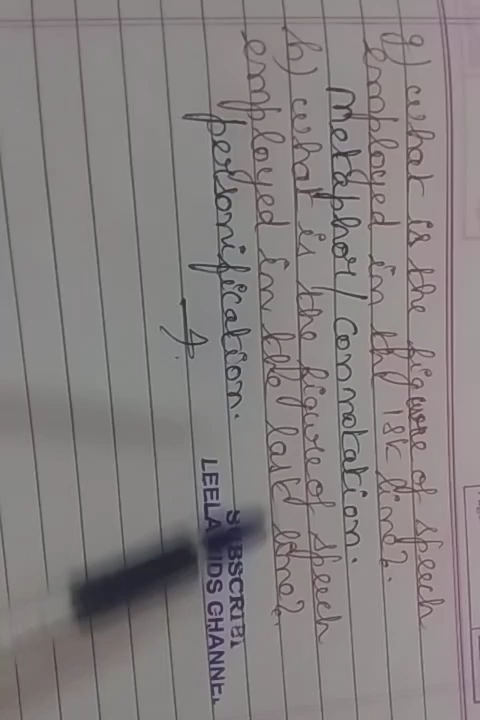 g) what is the figure of speech
employed in the 1st line?.
Metaphor/Connotation.
h) what is the figure of speech
employed in the last line?.
personification.
SUBSCRIBE
LEELA KIDS CHANNEL